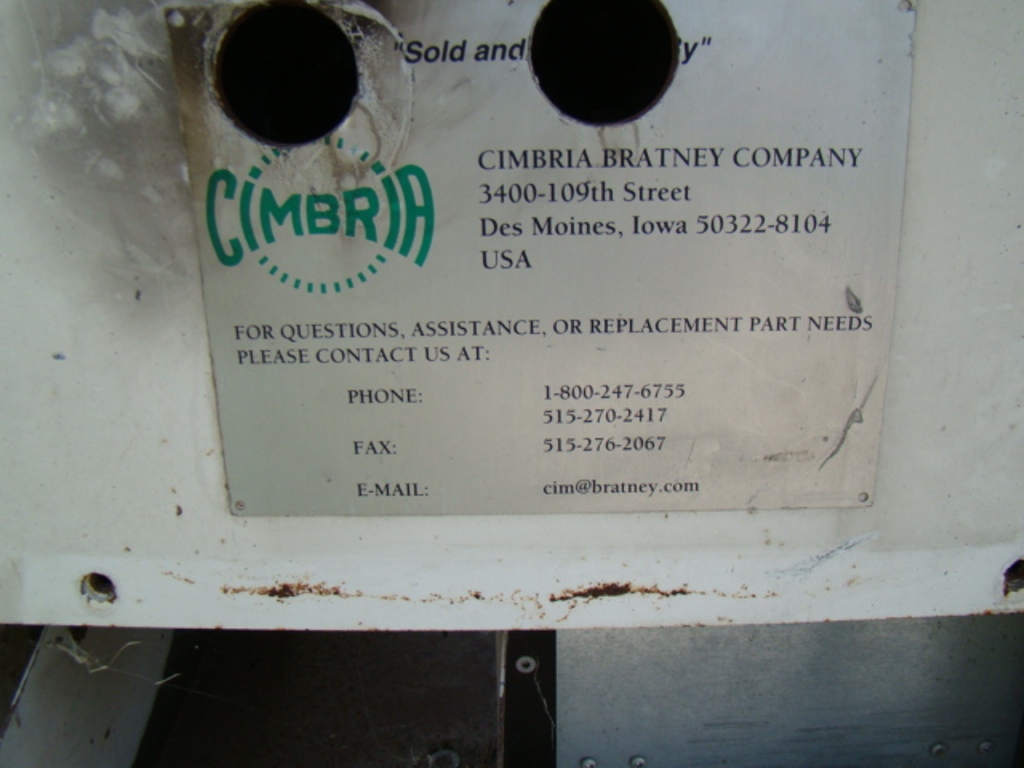 "Sold and
CIMBRIA
CIMBRIA BRATNEY COMPANY
3400-109th Street
Des Moines, Iowa 50322-8104
USA
FOR QUESTIONS, ASSISTANCE, OR REPLACEMENT PART NEEDS
PLEASE CONTACT US AT:
PHONE: 1-800-247-6755
515-270-2417
FAX: 515-276-2067
E-MAIL: cim@bratney.com